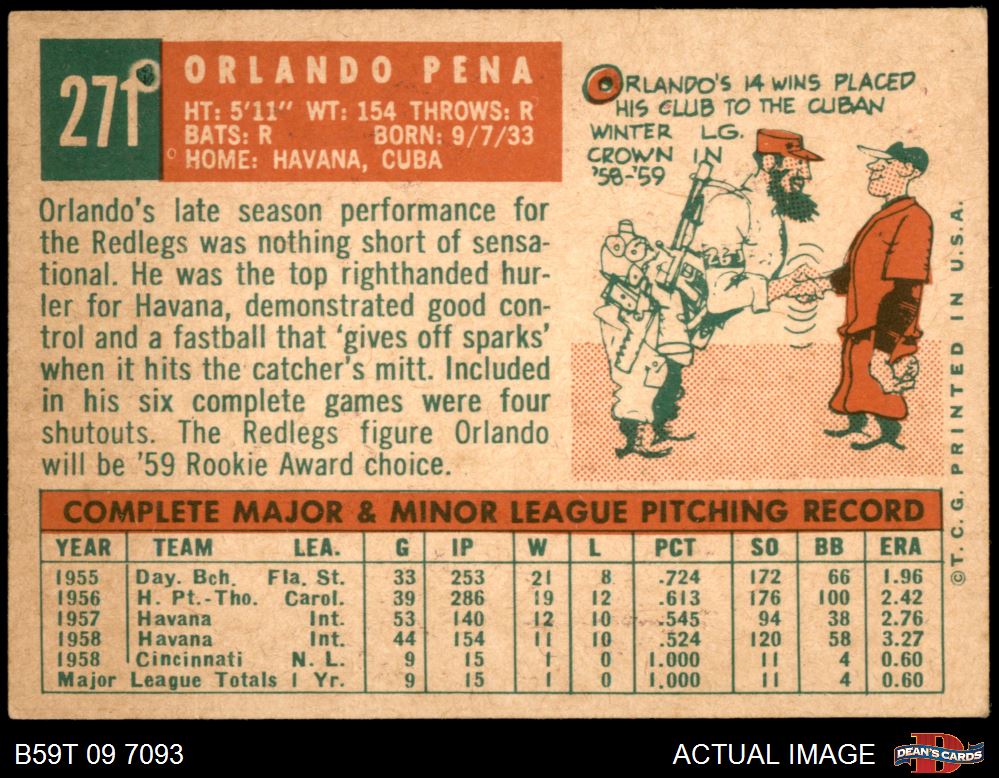 271
ORLANDO PENA
HT: 5'11" WT: 154 THROWS: R
BATS: R BORN: 9/7/33
HOME: HAVANA, CUBA
ORLANDO'S 14 WINS PLACED
HIS CLUB TO THE CUBAN
WINTER LG.
CROWN IN
'58-'59
Orlando's late season performance for
the Redlegs was nothing short of sensa-
tional. He was the top righthanded hur-
ler for Havana, demonstrated good con-
trol and a fastball that 'gives off sparks'
when it hits the catcher's mitt. Included
in his six complete games were four
shutouts. The Redlegs figure Orlando
will be '59 Rookie Award choice.
COMPLETE MAJOR & MINOR LEAGUE PITCHING RECORD
YEAR TEAM LEA. G IP W L PCT SO BB ERA
1955 Day. Bch. Fla. St. 33 253 21 8 .724 172 66 1.96
1956 H. Pt.-Tho. Carol. 39 286 19 12 .613 176 100 2.42
1957 Havana Int. 53 140 12 10 .545 94 38 2.76
1958 Havana Int. 44 154 11 10 .524 120 58 3.27
1958 Cincinnati N. L. 9 15 1 0 1.000 11 4 0.60
Major League Totals 1 Yr. 9 15 1 0 1.000 11 4 0.60
© T. C. G. PRINTED IN U.S.A.
B59T 09 7093
ACTUAL IMAGE
DEAN'S CARDS